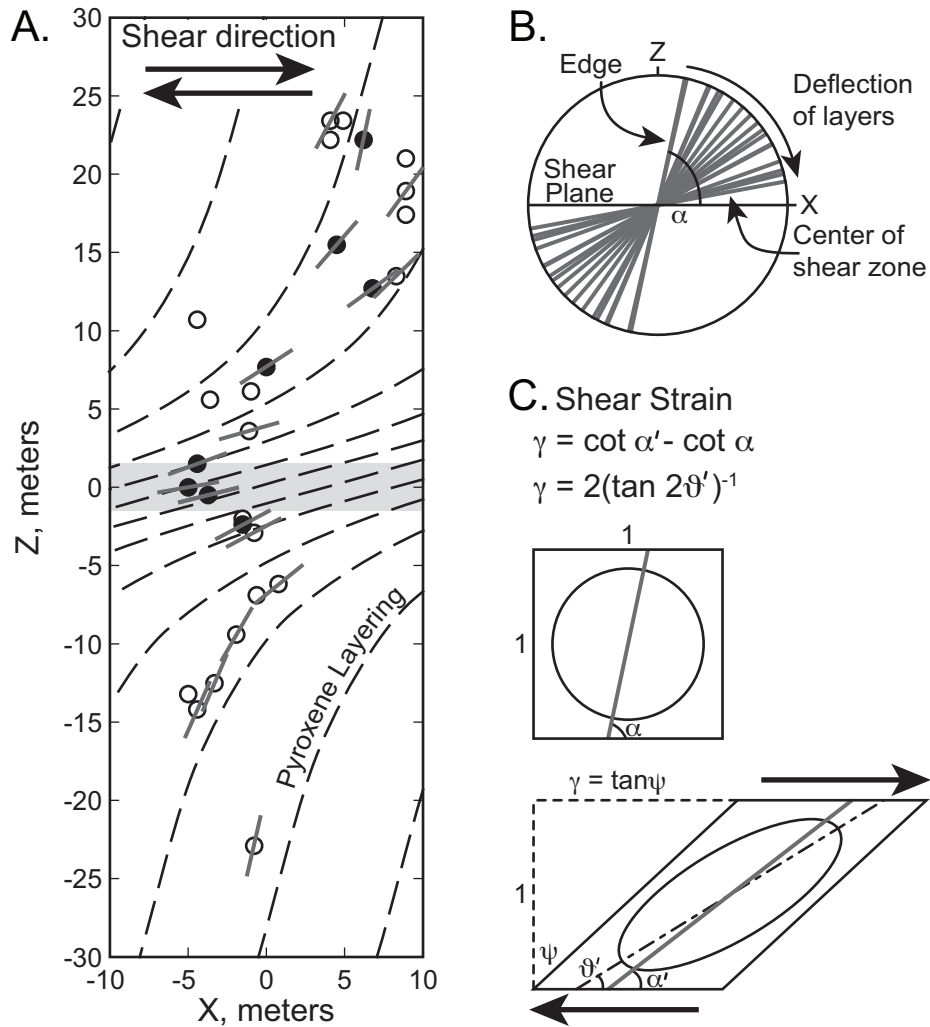 A.
Shear direction
30
25
20
15
10
5
0
-5
-10
-15
-20
-25
-30
Z, meters
-10
-5
0
5
10
X, meters
Pyroxene Layering
B.
Z
Edge
Deflection
of layers
Shear
Plane
α
X
Center of
shear zone
C. Shear Strain
γ = cot α′ - cot α
γ = 2(tan 2ϑ′)-1
1
1
α
γ = tanψ
1
ψ
ϑ′
α′